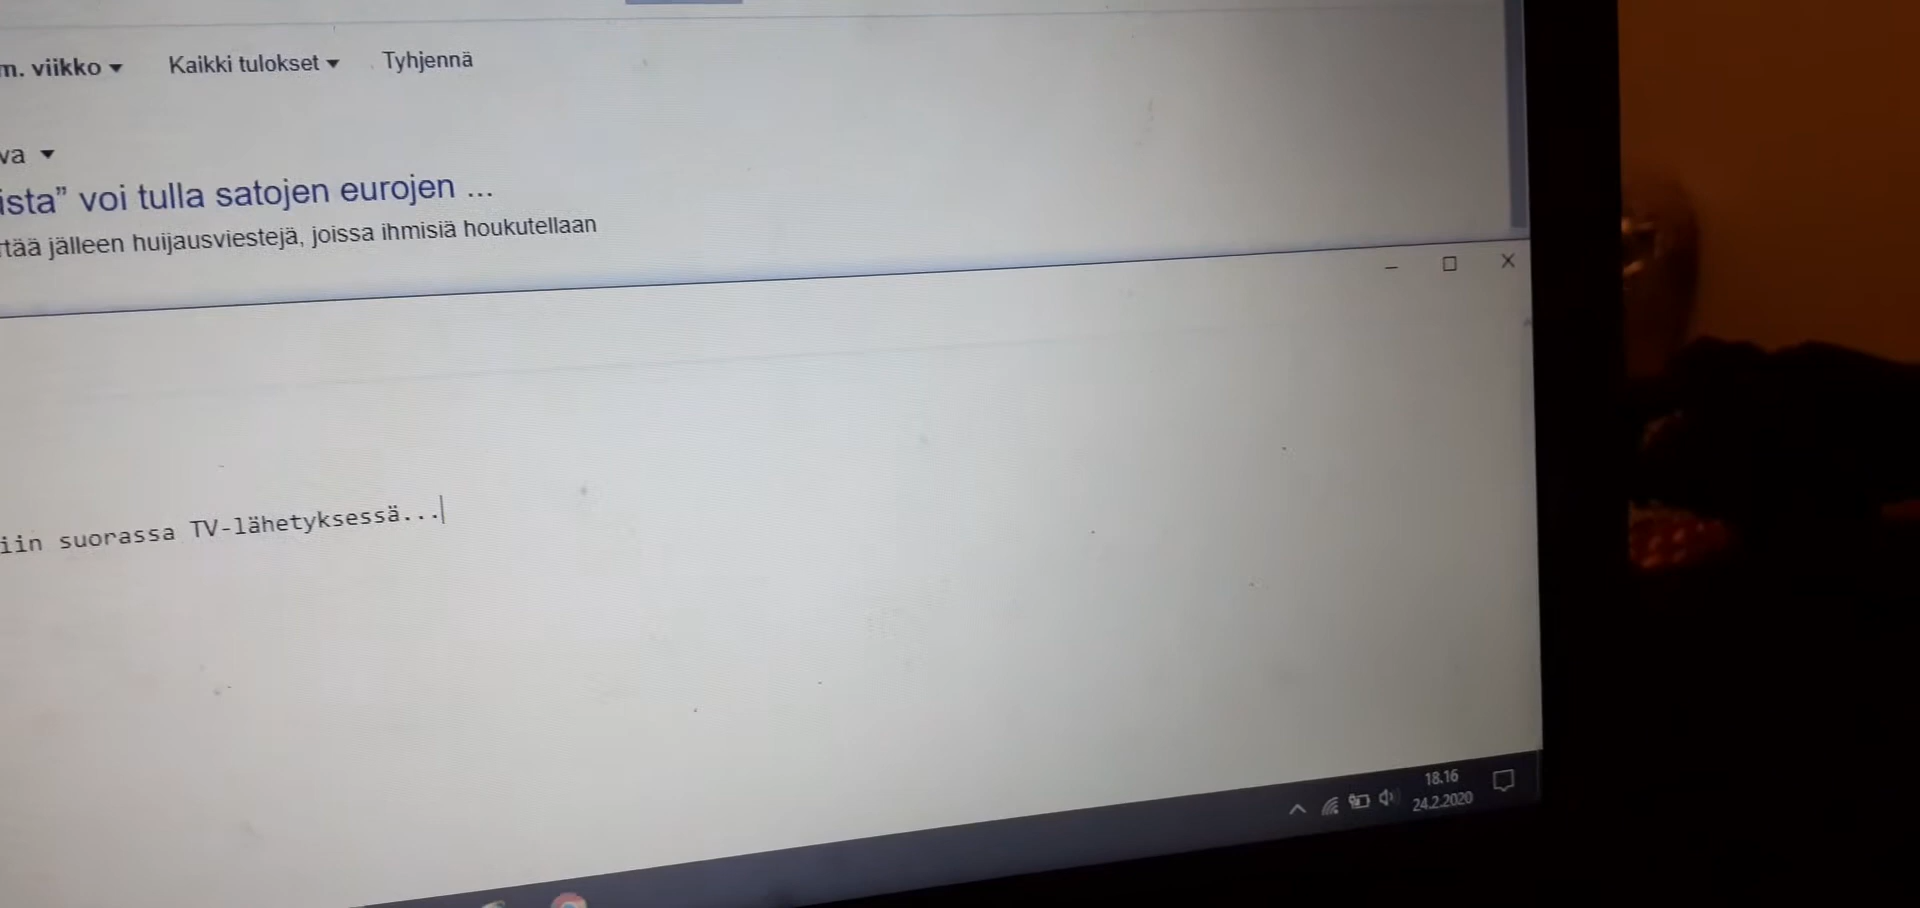 m. viikko Kaikki tulokset Tyhjennä
va
ista” voi tulla satojen eurojen ...
rtää jälleen huijausviestejä, joissa ihmisiä houkutellaan
iin suorassa TV-lähetyksessä...
18.16
24.2.2020